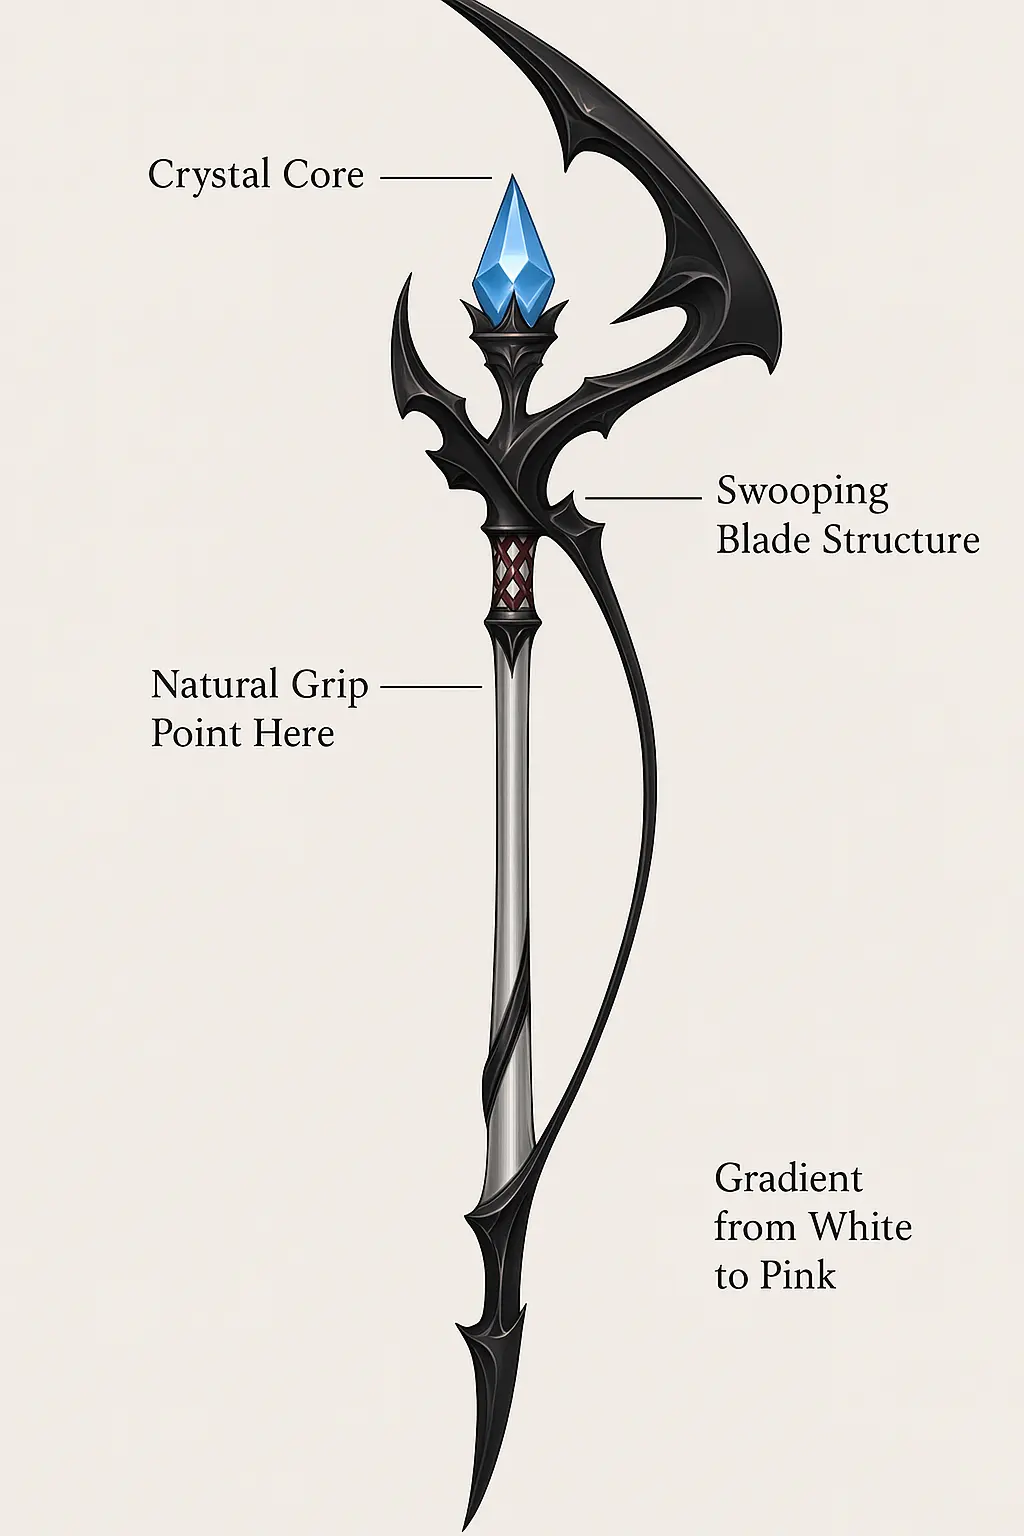 Crystal Core
Swooping
Blade Structure
Natural Grip
Point Here
Gradient
from White
to Pink